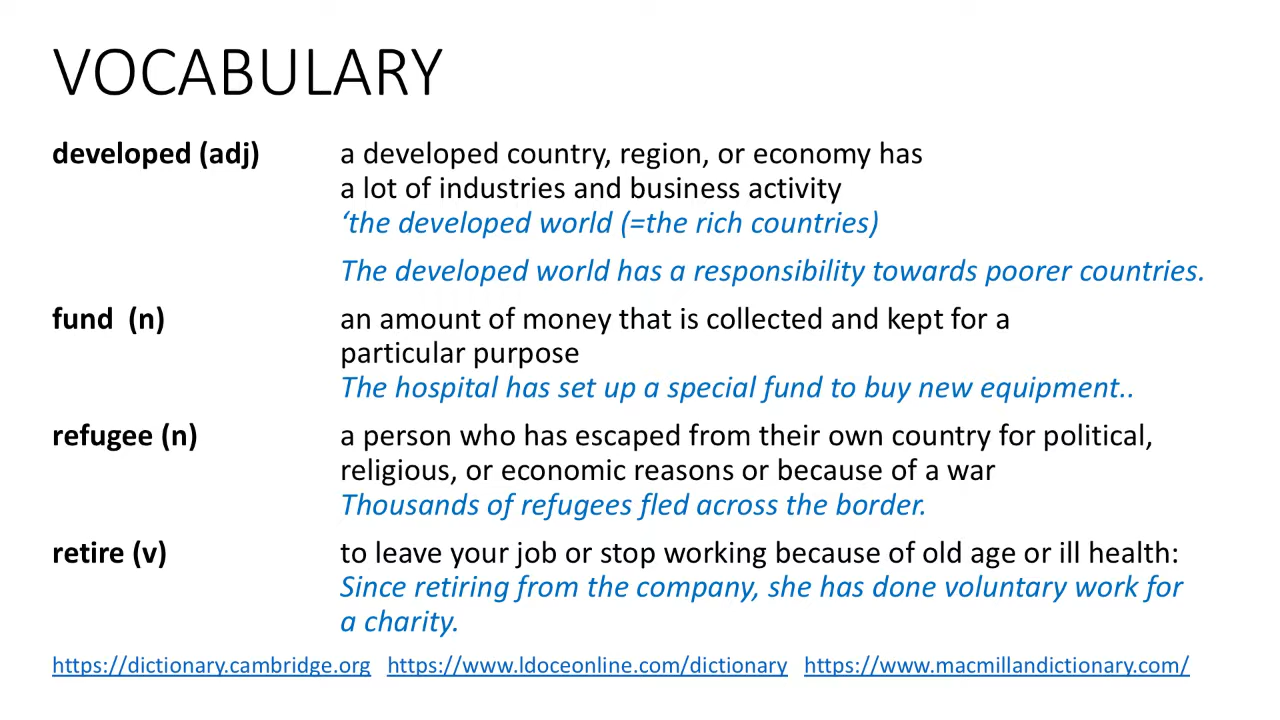 VOCABULARY
developed (adj) a developed country, region, or economy has
a lot of industries and business activity
‘the developed world (=the rich countries)
The developed world has a responsibility towards poorer countries.
fund  (n) an amount of money that is collected and kept for a
particular purpose
The hospital has set up a special fund to buy new equipment..
refugee (n) a person who has escaped from their own country for political,
religious, or economic reasons or because of a war
Thousands of refugees fled across the border.
retire (v) to leave your job or stop working because of old age or ill health:
Since retiring from the company, she has done voluntary work for
a charity.
https://dictionary.cambridge.org https://www.ldoceonline.com/dictionary https://www.macmillandictionary.com/